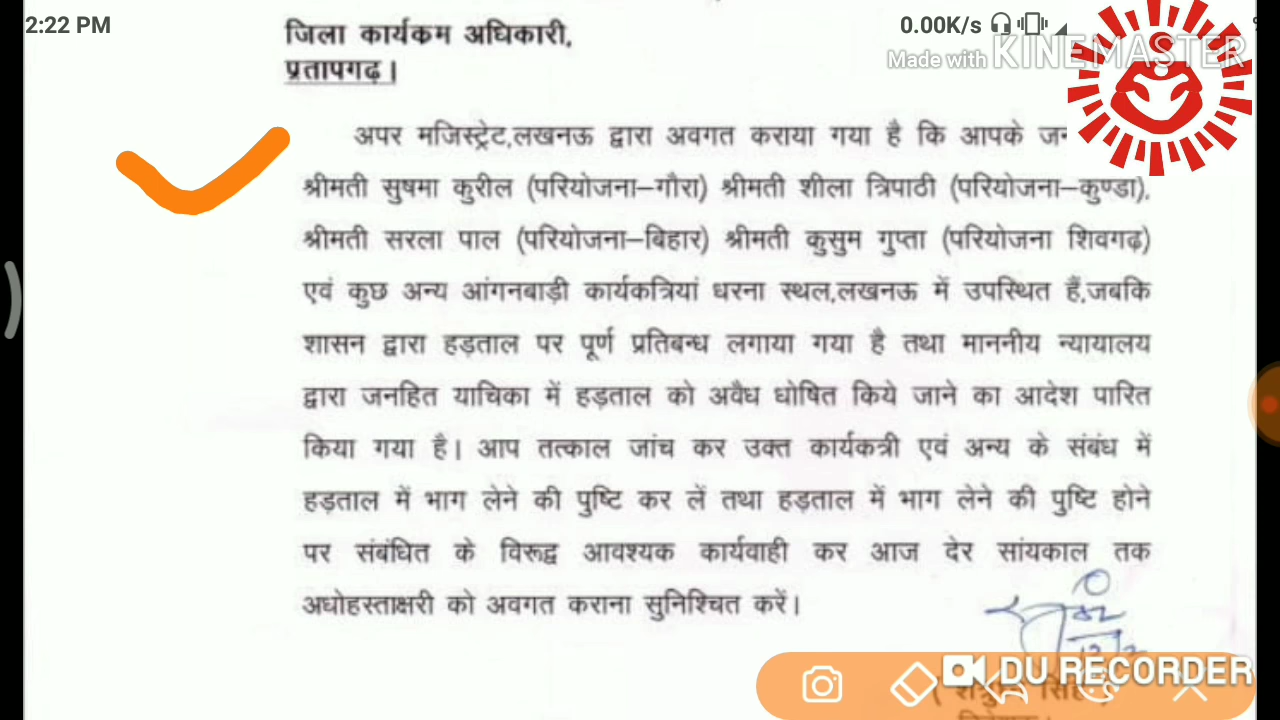 2:22 PM
0.00K/s
Made with KINEMASTER
जिला कार्यकम अधिकारी,
प्रतापगढ़।
अपर मजिस्ट्रेट,लखनऊ द्वारा अवगत कराया गया है कि आपके
श्रीमती सुषमा कुरील (परियोजना–गौरा) श्रीमती शीला त्रिपाठी (परियोजना–कुण्डा),
श्रीमती सरला पाल (परियोजना–बिहार) श्रीमती कुसुम गुप्ता (परियोजना शिवगढ़)
एवं कुछ अन्य आंगनबाड़ी कार्यकत्रियां धरना स्थल,लखनऊ में उपस्थित हैं,जबकि
शासन द्वारा हड़ताल पर पूर्ण प्रतिबन्ध लगाया गया है तथा माननीय न्यायालय
द्वारा जनहित याचिका में हड़ताल को अवैध धोषित किये जाने का आदेश पारित
किया गया है। आप तत्काल जांच कर उक्त कार्यकत्री एवं अन्य के संबंध में
हड़ताल में भाग लेने की पुष्टि कर लें तथा हड़ताल में भाग लेने की पुष्टि होने
पर संबंधित के विरूद्व आवश्यक कार्यवाही कर आज देर सांयकाल तक
अधोहस्ताक्षरी को अवगत कराना सुनिश्चित करें।
DU RECORDER
सिंह